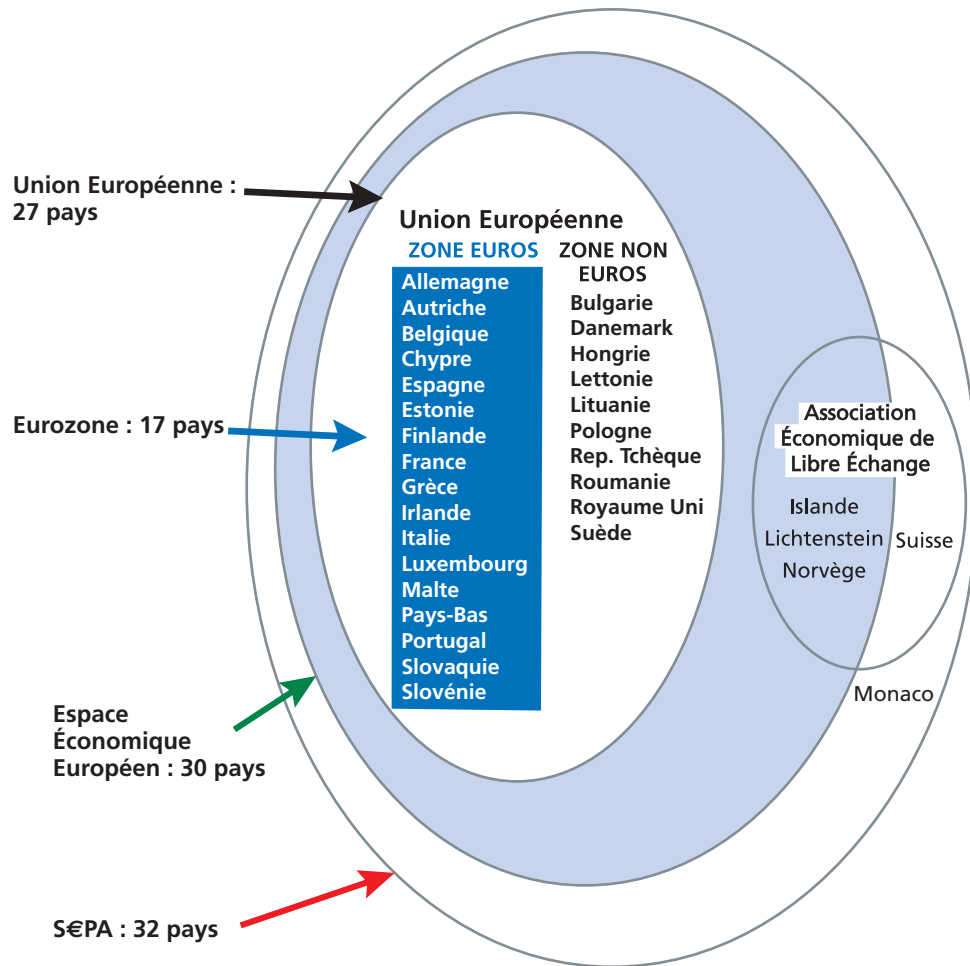 Union Européenne :
27 pays
Union Européenne
ZONE EUROS
Allemagne
Autriche
Belgique
Chypre
Espagne
Estonie
Finlande
France
Grèce
Irlande
Italie
Luxembourg
Malte
Pays-Bas
Portugal
Slovaquie
Slovénie
ZONE NON
EUROS
Bulgarie
Danemark
Hongrie
Lettonie
Lituanie
Pologne
Rep. Tchèque
Roumanie
Royaume Uni
Suède
Eurozone : 17 pays
Association
Économique de
Libre Échange
Islande
Lichtenstein
Norvège
Suisse
Monaco
Espace
Économique
Européen : 30 pays
S€PA : 32 pays